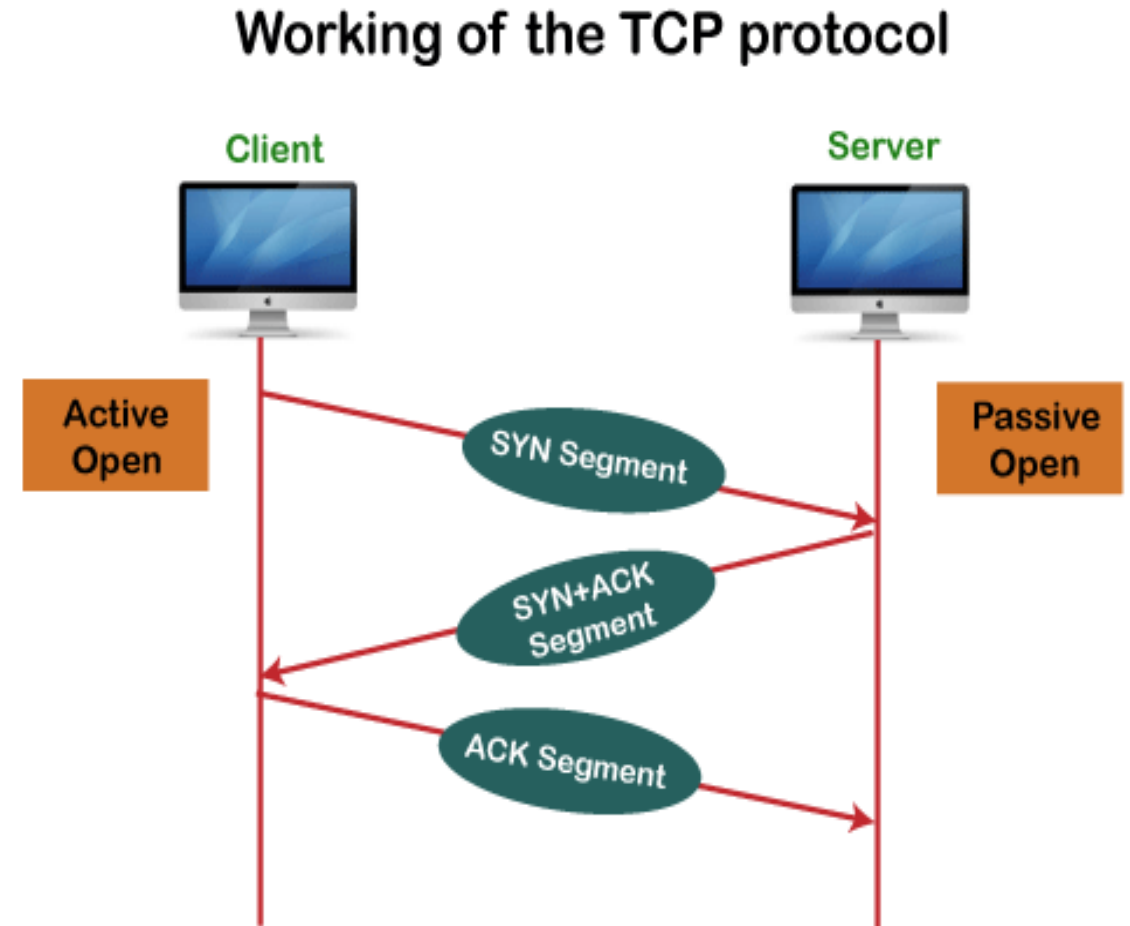 Working of the TCP protocol
Client
Server
Active
Open
Passive
Open
SYN Segment
SYN+ACK
Segment
ACK Segment